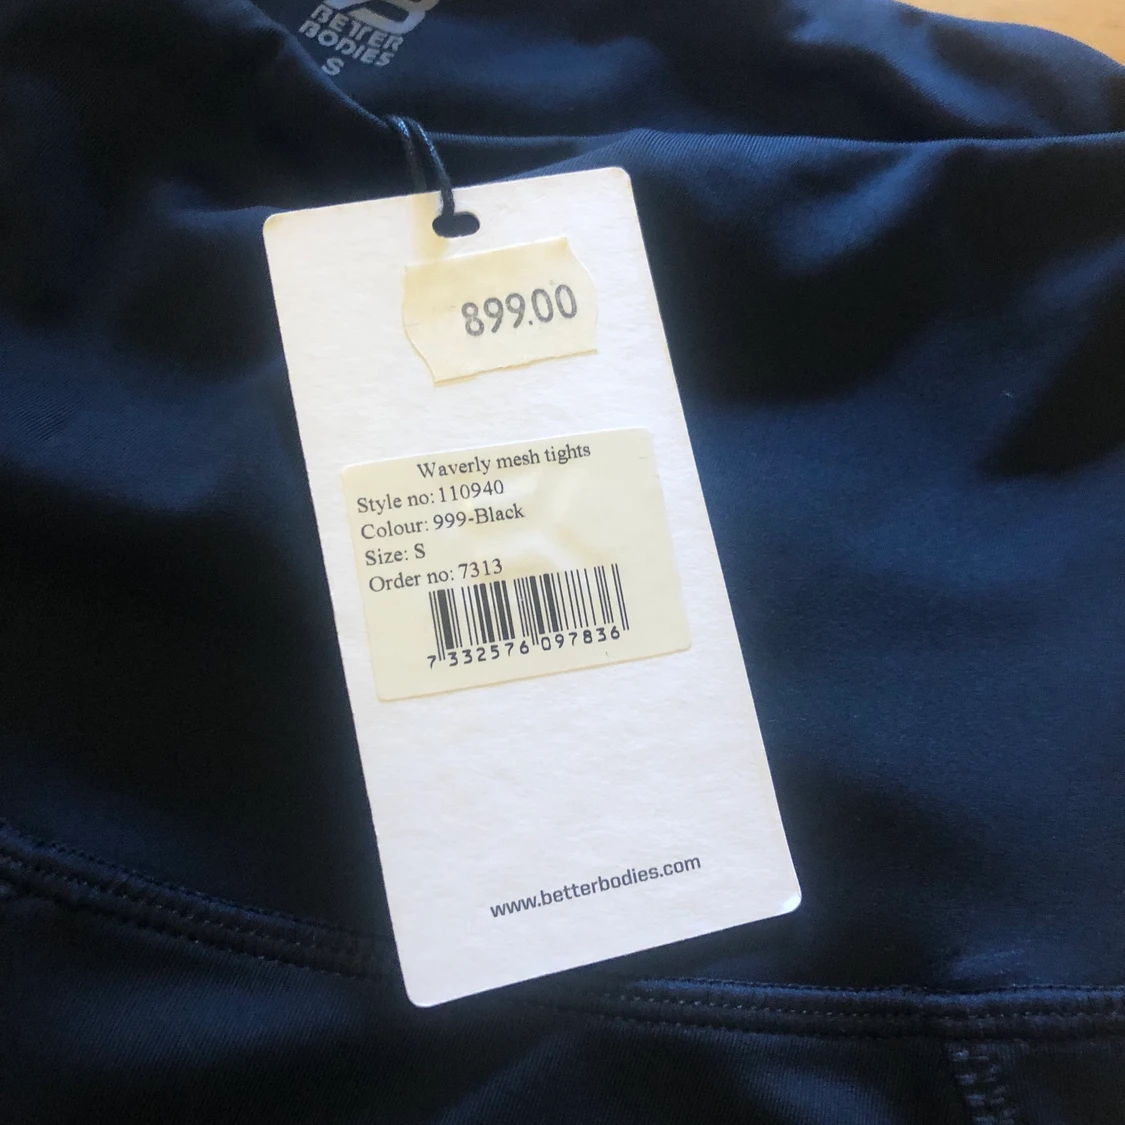 BETTER
BODIES
S
899.00
Waverly mesh tights
Style no: 110940
Colour: 999-Black
Size: S
Order no: 7313
7 332576 097836
www.betterbodies.com